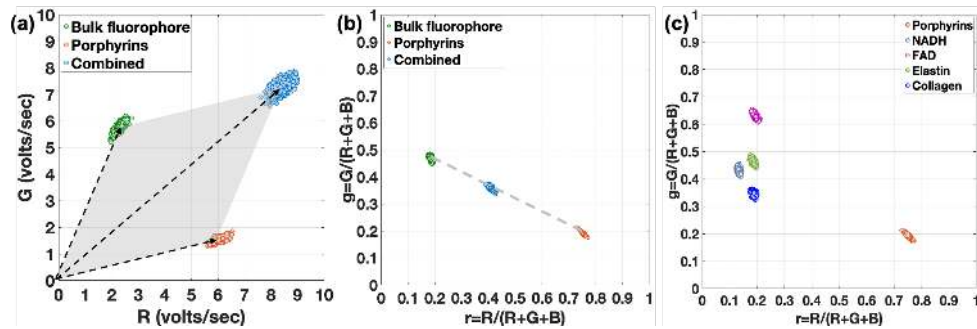 (a)
Bulk fluorophore
Porphyrins
Combined
10
9
8
7
6
5
4
3
2
1
0
G (volts/sec)
0 1 2 3 4 5 6 7 8 9 10
R (volts/sec)
(b)
Bulk fluorophore
Porphyrins
Combined
1
0.9
0.8
0.7
0.6
0.5
0.4
0.3
0.2
0.1
0
g=G/(R+G+B)
0 0.1 0.2 0.3 0.4 0.5 0.6 0.7 0.8 0.9 1
r=R/(R+G+B)
(c)
Porphyrins
NADH
FAD
Elastin
Collagen
1
0.9
0.8
0.7
0.6
0.5
0.4
0.3
0.2
0.1
0
g=G/(R+G+B)
0 0.1 0.2 0.3 0.4 0.5 0.6 0.7 0.8 0.9 1
r=R/(R+G+B)